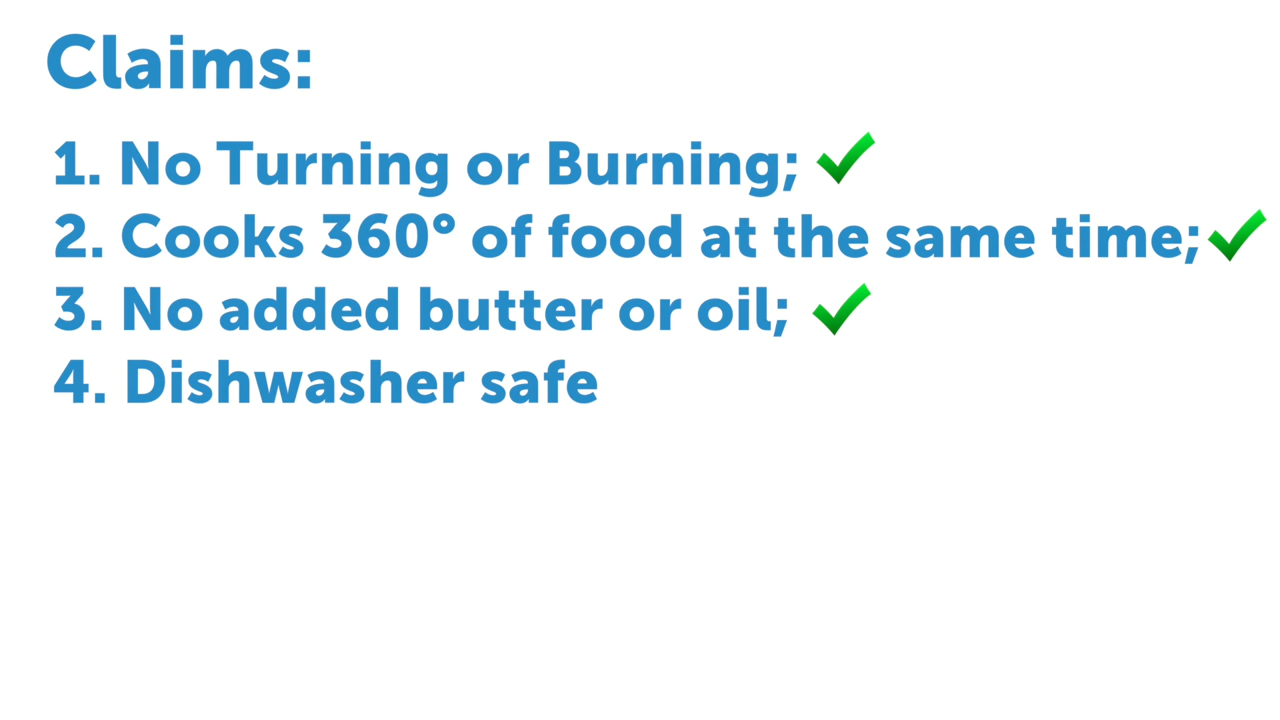 Claims:
1. No Turning or Burning;
2. Cooks 360° of food at the same time;
3. No added butter or oil;
4. Dishwasher safe